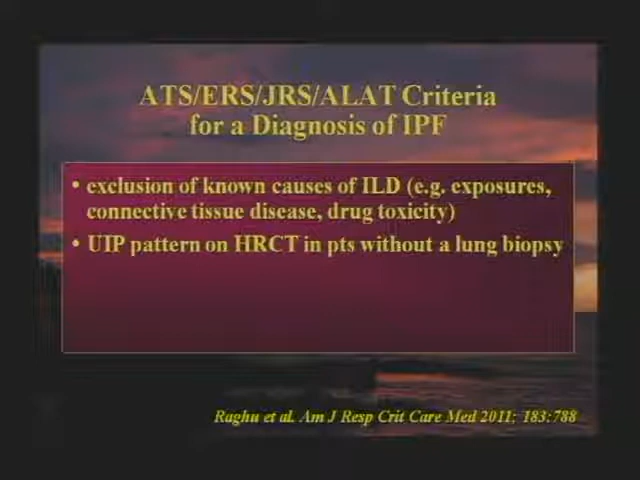 ATS/ERS/JRS/ALAT Criteria
for a Diagnosis of IPF
• exclusion of known causes of ILD (e.g. exposures,
connective tissue disease, drug toxicity)
• UIP pattern on HRCT in pts without a lung biopsy
Raghu et al. Am J Resp Crit Care Med 2011; 183:788